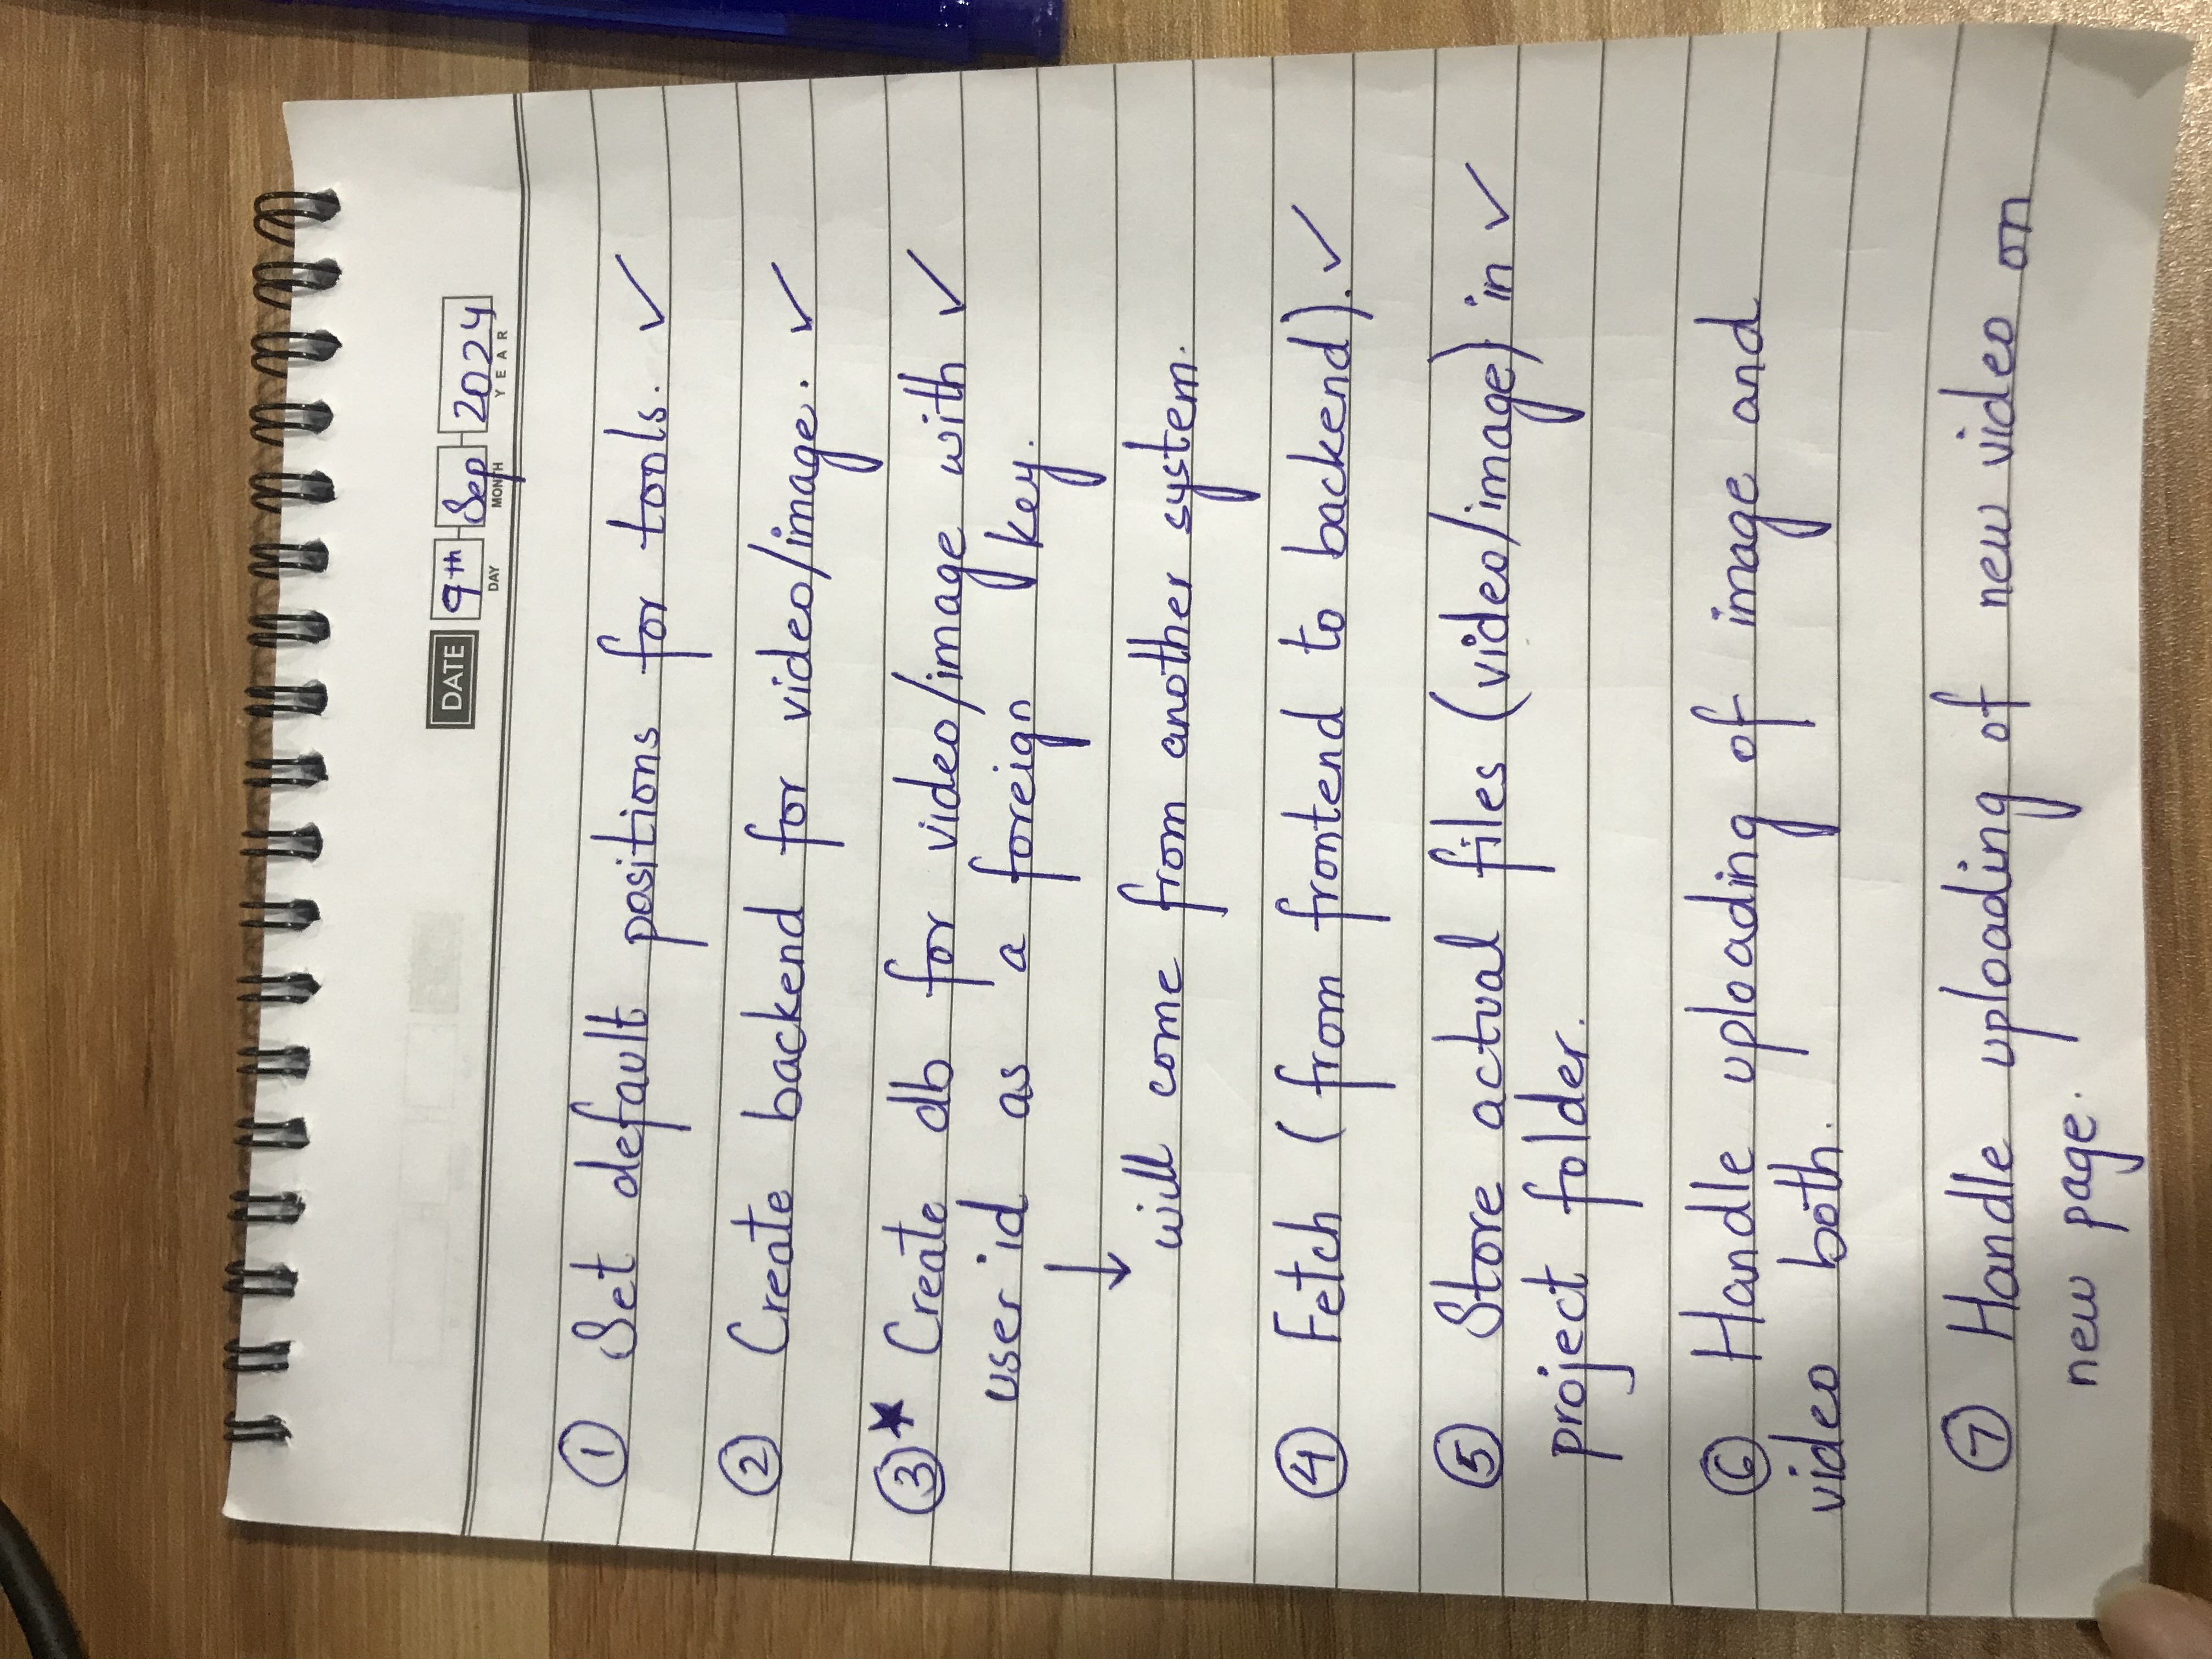 DATE 9th Sep 2024
DAY MONTH YEAR
① Set default positions for tools. ✓
② Create backend for video/image. ✓
③★ Create db for video/image with ✓
user id as a foreign key.
↓
will come from another system.
④ Fetch (from frontend to backend). ✓
⑤ Store actual files (video/image) in ✓
project folder.
⑥ Handle uploading of image and
video both.
⑦ Handle uploading of new video on
new page.